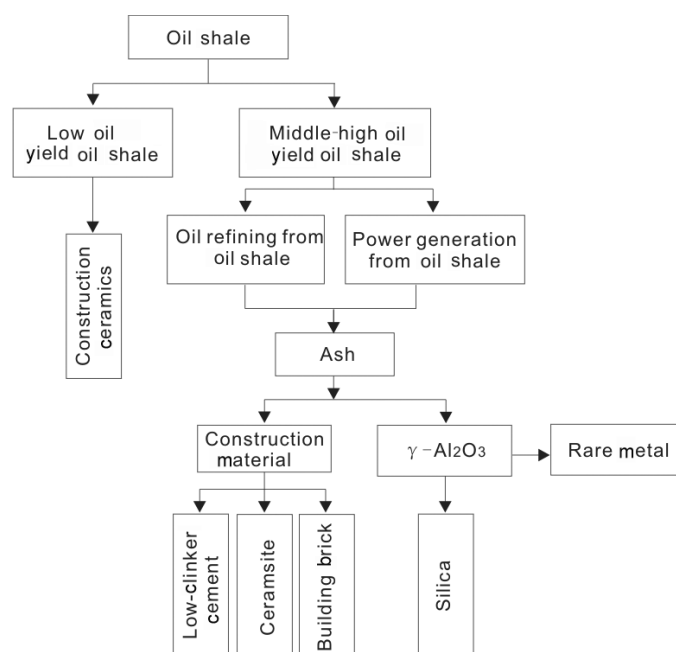 Oil shale
Low oil
yield oil shale
Middle-high oil
yield oil shale
Oil refining from
oil shale
Power generation
from oil shale
Construction
ceramics
Ash
Construction
material
γ-Al2O3
Rare metal
Low-clinker
cement
Ceramsite
Building brick
Silica